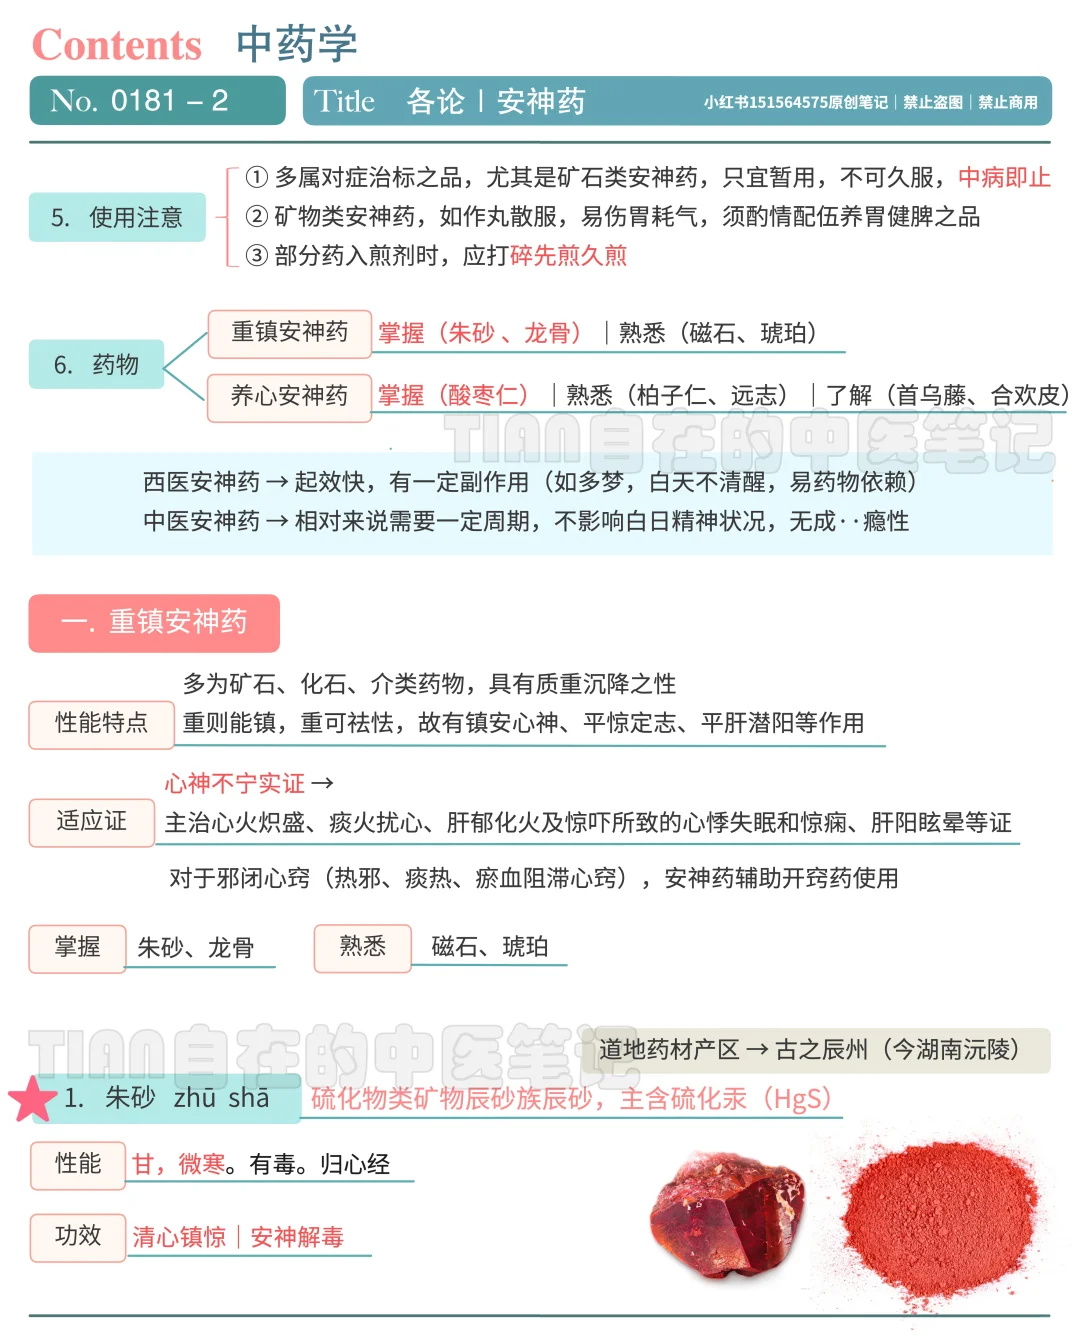 Contents 中药学
No. 0181 – 2
Title 各论丨安神药
小红书151564575原创笔记｜禁止盗图｜禁止商用
5. 使用注意
① 多属对症治标之品，尤其是矿石类安神药，只宜暂用，不可久服，中病即止
② 矿物类安神药，如作丸散服，易伤胃耗气，须酌情配伍养胃健脾之品
③ 部分药入煎剂时，应打碎先煎久煎
6. 药物
重镇安神药 掌握（朱砂 、龙骨）｜熟悉（磁石、琥珀）
养心安神药 掌握（酸枣仁）｜熟悉（柏子仁、远志）｜了解（首乌藤、合欢皮）
TIAN自在的中医笔记
西医安神药 → 起效快，有一定副作用（如多梦，白天不清醒，易药物依赖）
中医安神药 → 相对来说需要一定周期，不影响白日精神状况，无成‥瘾性
一. 重镇安神药
多为矿石、化石、介类药物，具有质重沉降之性
性能特点 重则能镇，重可祛怯，故有镇安心神、平惊定志、平肝潜阳等作用
心神不宁实证 →
适应证 主治心火炽盛、痰火扰心、肝郁化火及惊吓所致的心悸失眠和惊痫、肝阳眩晕等证
对于邪闭心窍（热邪、痰热、瘀血阻滞心窍），安神药辅助开窍药使用
掌握 朱砂、龙骨 熟悉 磁石、琥珀
TIAN自在的中医笔记
道地药材产区 → 古之辰州（今湖南沅陵）
1. 朱砂 zhū shā 硫化物类矿物辰砂族辰砂，主含硫化汞（HgS）
性能 甘，微寒。有毒。归心经
功效 清心镇惊｜安神解毒